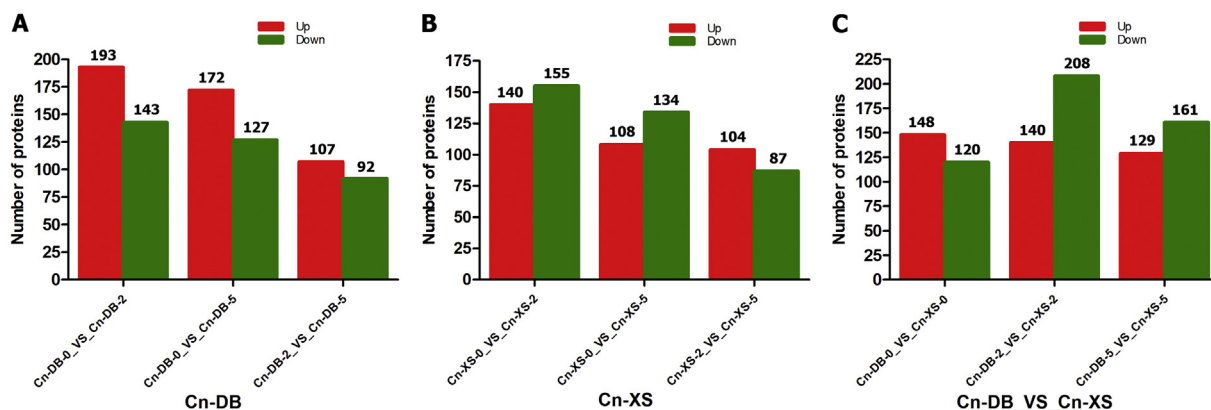 A
Up
Down
Number of proteins
200
175
150
125
100
75
50
25
0
193
143
172
127
107
92
Cn-DB-0_VS_Cn-DB-2
Cn-DB-0_VS_Cn-DB-5
Cn-DB-2_VS_Cn-DB-5
Cn-DB
B
Up
Down
Number of proteins
175
150
125
100
75
50
25
0
140
155
108
134
104
87
Cn-XS-0_VS_Cn-XS-2
Cn-XS-0_VS_Cn-XS-5
Cn-XS-2_VS_Cn-XS-5
Cn-XS
C
Up
Down
Number of proteins
225
200
175
150
125
100
75
50
25
0
148
120
140
208
129
161
Cn-DB-0_VS_Cn-XS-0
Cn-DB-2_VS_Cn-XS-2
Cn-DB-5_VS_Cn-XS-5
Cn-DB VS Cn-XS